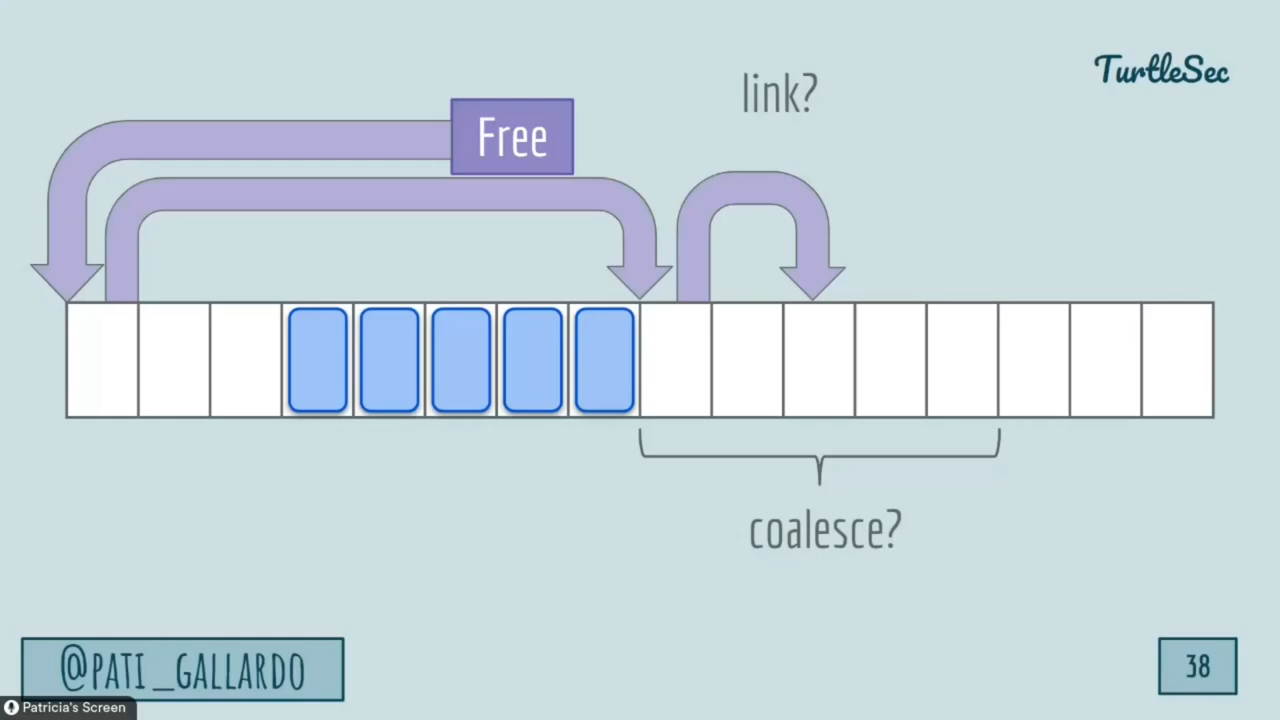 TurtleSec
link?
Free
coalesce?
@PATI_GALLARDO
38
Patricia's Screen